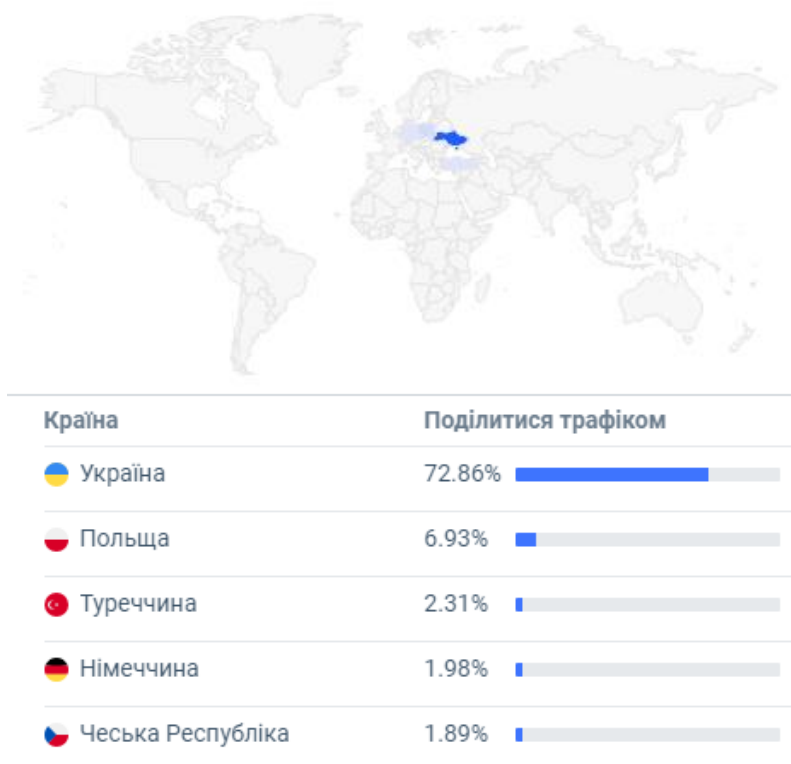 Країна Поділитися трафіком
Україна 72.86%
Польща 6.93%
Туреччина 2.31%
Німеччина 1.98%
Чеська Республіка 1.89%